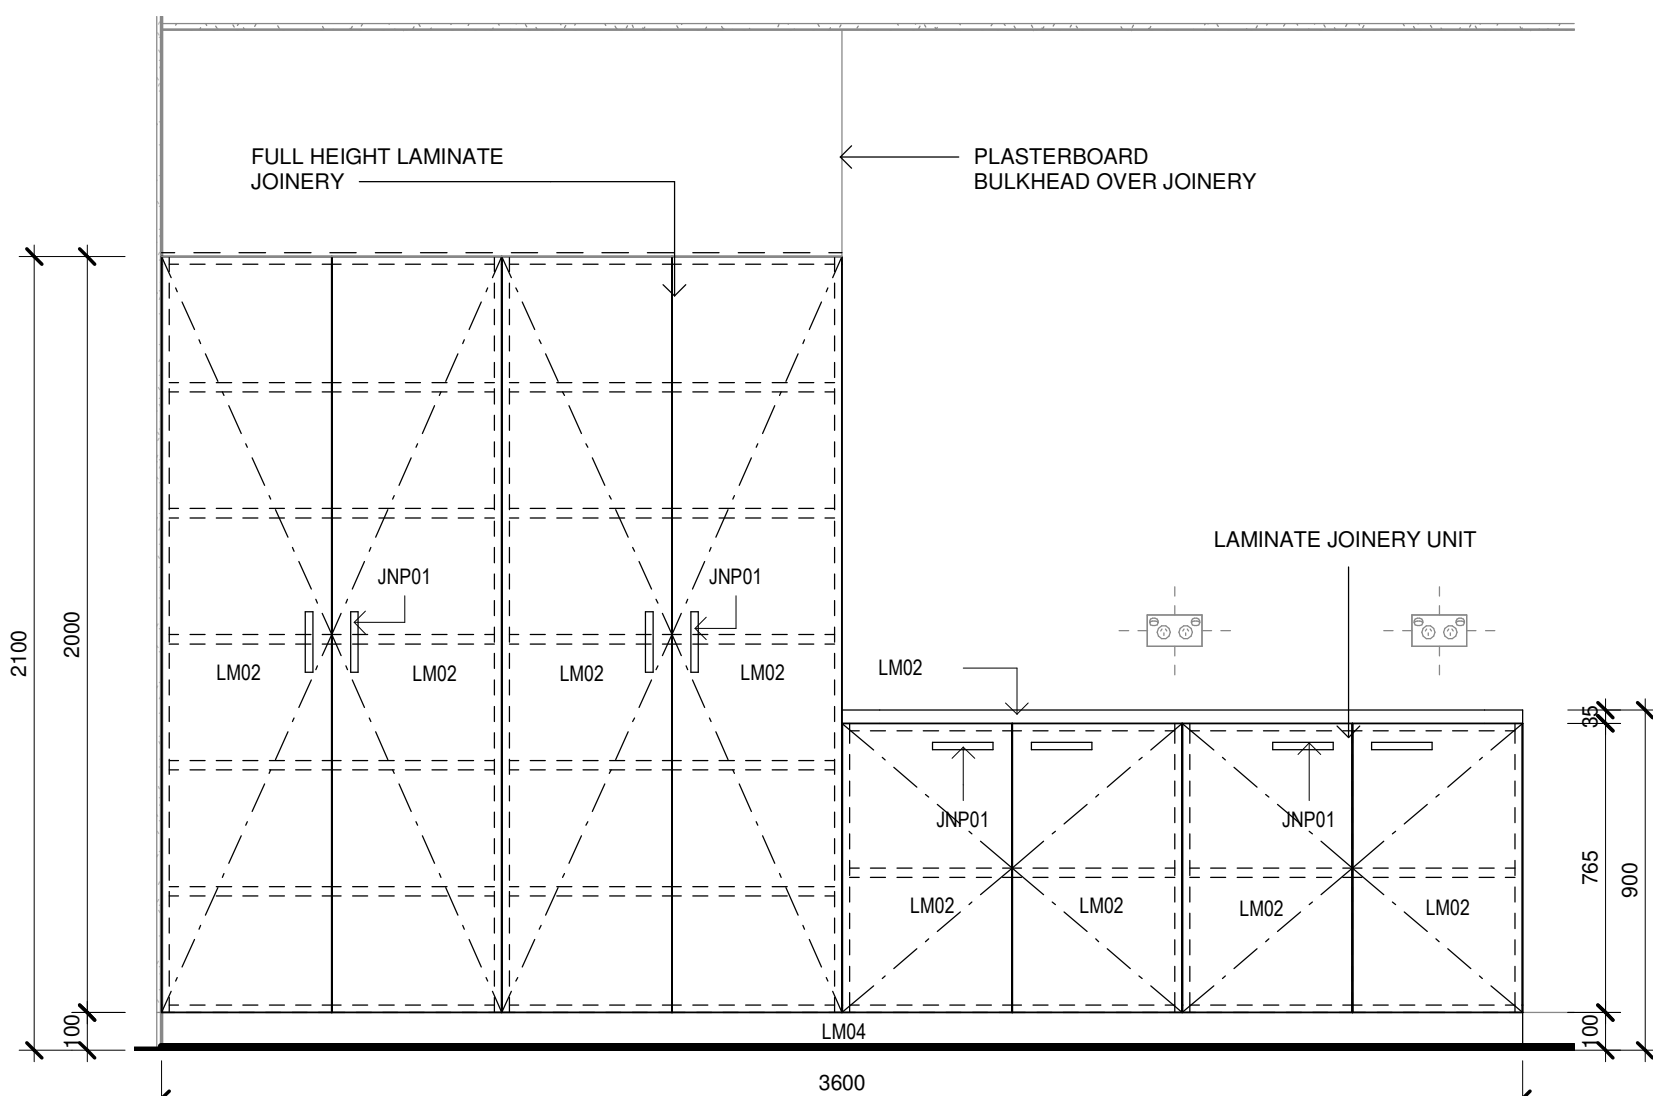 FULL HEIGHT LAMINATE
JOINERY
PLASTERBOARD
BULKHEAD OVER JOINERY
LAMINATE JOINERY UNIT
JNP01
JNP01
2100
2000
LM02
LM02
LM02
LM02
LM02
35
JNP01
JNP01
765
900
LM02
LM02
LM02
LM02
100
LM04
100
3600